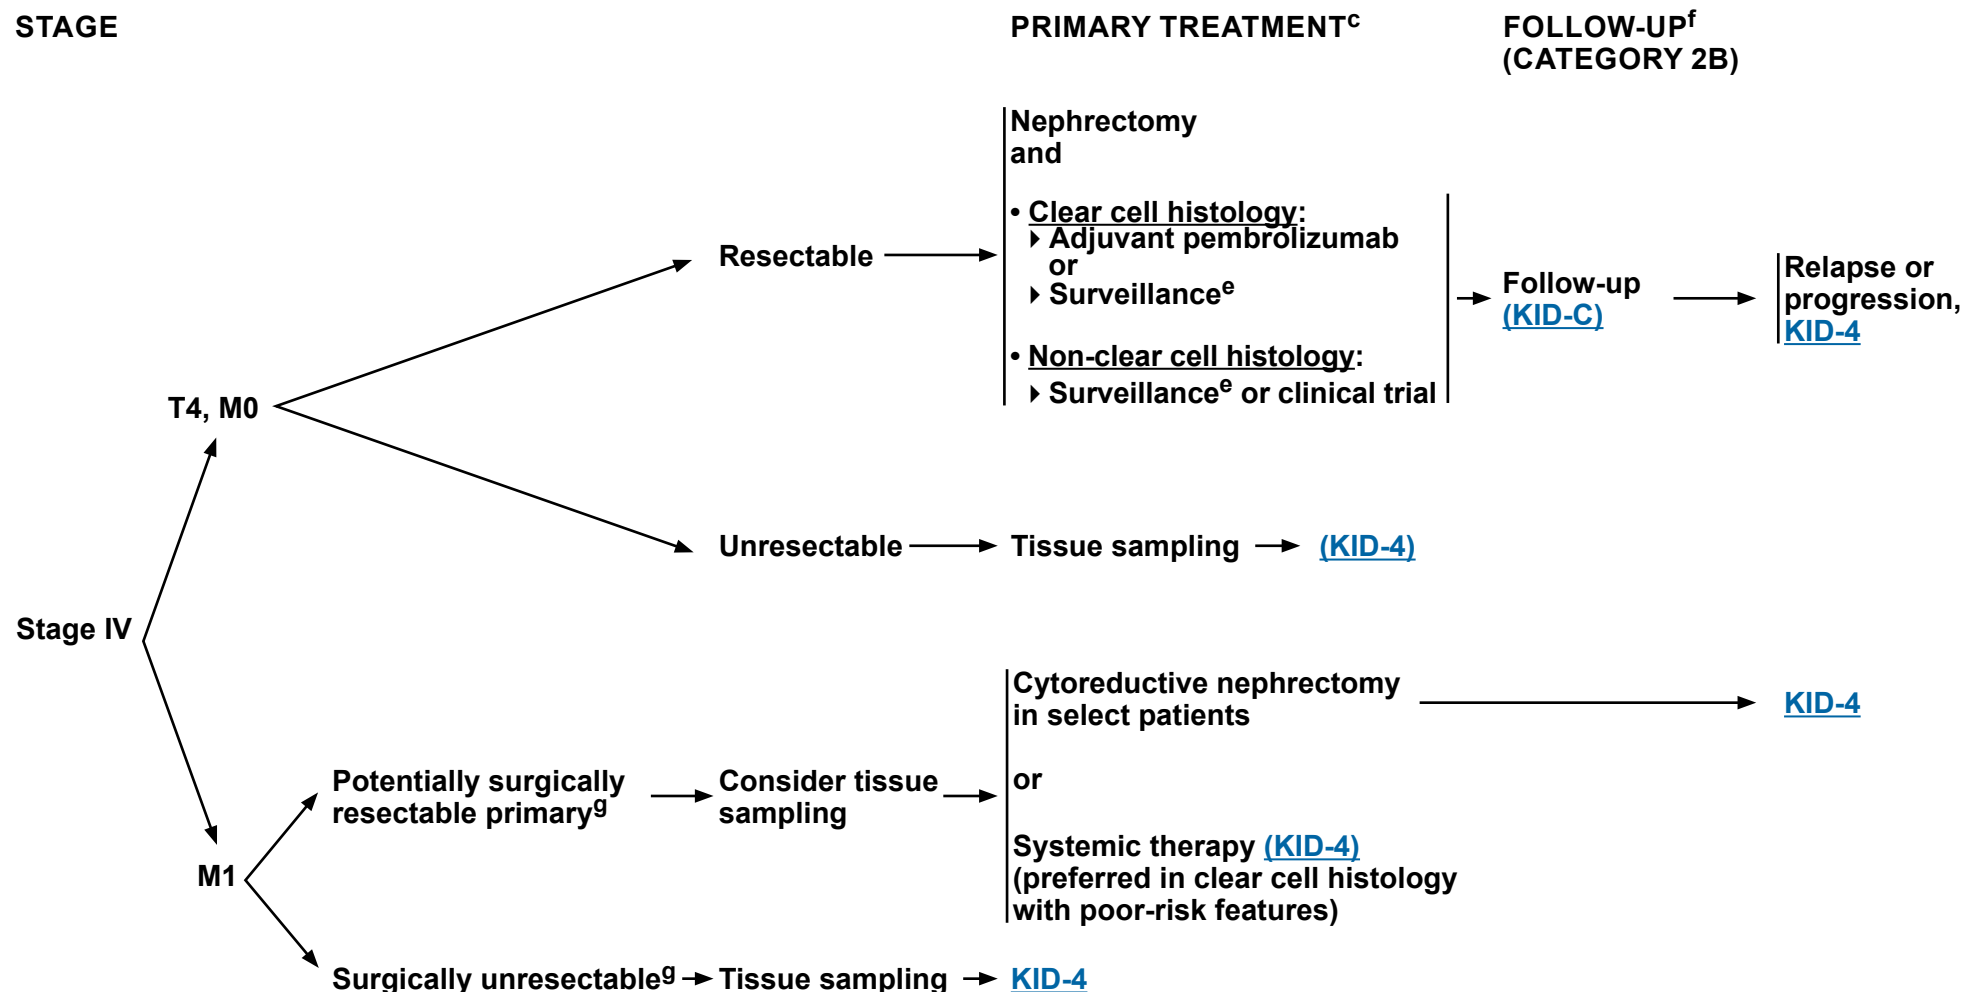 STAGE
PRIMARY TREATMENTc
FOLLOW-UPf
(CATEGORY 2B)
Nephrectomy
and
• Clear cell histology:
Adjuvant pembrolizumab
or
Surveillancee
• Non-clear cell histology:
Surveillancee or clinical trial
Resectable
Follow-up
(KID-C)
Relapse or
progression,
KID-4
T4, M0
Unresectable
Tissue sampling
(KID-4)
Stage IV
Cytoreductive nephrectomy
in select patients
KID-4
Potentially surgically
resectable primaryg
Consider tissue
sampling
or
Systemic therapy (KID-4)
(preferred in clear cell histology
with poor-risk features)
M1
Surgically unresectableg
Tissue sampling
KID-4